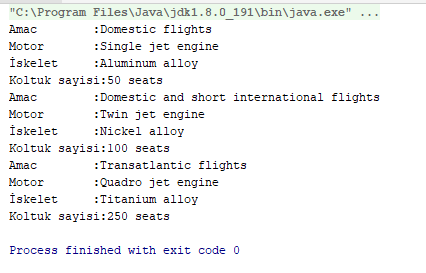 "C:\Program Files\Java\jdk1.8.0_191\bin\java.exe" ...
Amac        :Domestic flights
Motor       :Single jet engine
İskelet     :Aluminum alloy
Koltuk sayisi:50 seats
Amac        :Domestic and short international flights
Motor       :Twin jet engine
İskelet     :Nickel alloy
Koltuk sayisi:100 seats
Amac        :Transatlantic flights
Motor       :Quadro jet engine
İskelet     :Titanium alloy
Koltuk sayisi:250 seats
Process finished with exit code 0